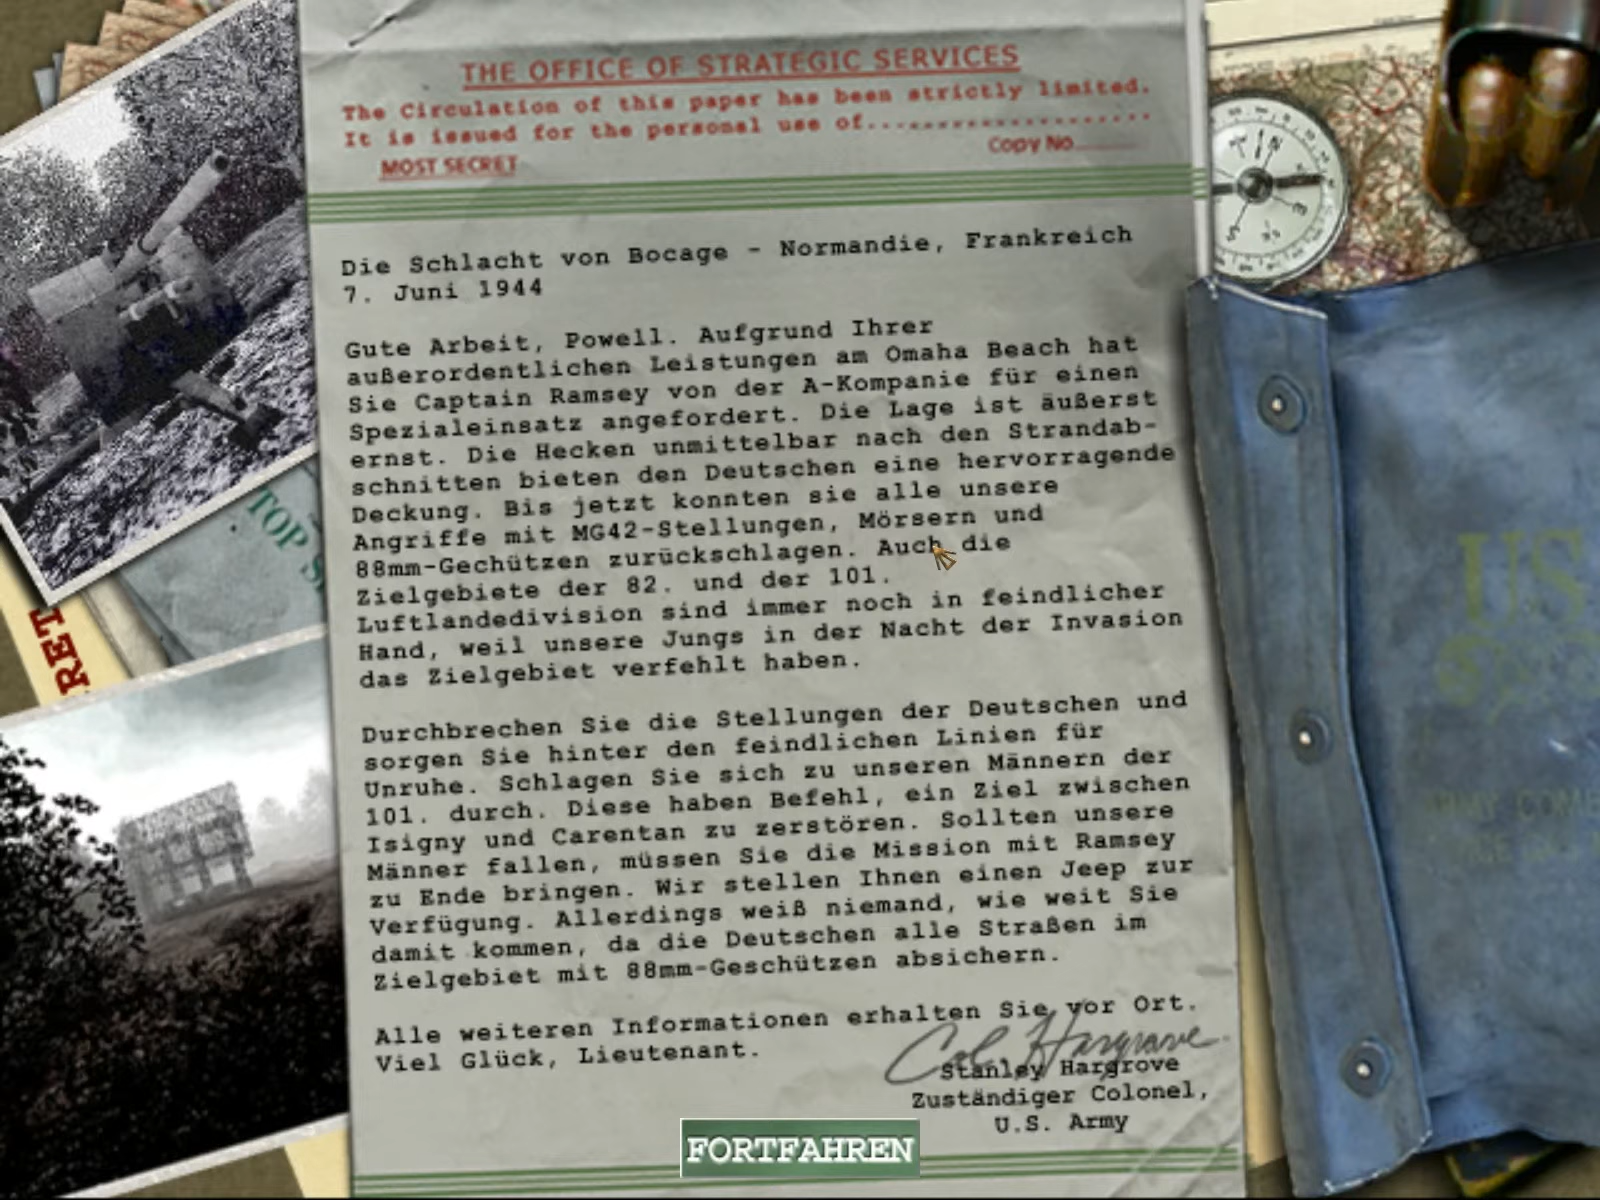 THE OFFICE OF STRATEGIC SERVICES
The Circulation of this paper has been strictly limited.
It is issued for the personal use of....................
Copy No..........
MOST SECRET
Die Schlacht von Bocage - Normandie, Frankreich
7. Juni 1944
Gute Arbeit, Powell. Aufgrund Ihrer
außerordentlichen Leistungen am Omaha Beach hat
Sie Captain Ramsey von der A-Kompanie für einen
Spezialeinsatz angefordert. Die Lage ist äußerst
ernst. Die Hecken unmittelbar nach den Strandab-
schnitten bieten den Deutschen eine hervorragende
Deckung. Bis jetzt konnten sie alle unsere
Angriffe mit MG42-Stellungen, Mörsern und
88mm-Gechützen zurückschlagen. Auch die
Zielgebiete der 82. und der 101.
Luftlandedivision sind immer noch in feindlicher
Hand, weil unsere Jungs in der Nacht der Invasion
das Zielgebiet verfehlt haben.
Durchbrechen Sie die Stellungen der Deutschen und
sorgen Sie hinter den feindlichen Linien für
Unruhe. Schlagen Sie sich zu unseren Männern der
101. durch. Diese haben Befehl, ein Ziel zwischen
Isigny und Carentan zu zerstören. Sollten unsere
Männer fallen, müssen Sie die Mission mit Ramsey
zu Ende bringen. Wir stellen Ihnen einen Jeep zur
Verfügung. Allerdings weiß niemand, wie weit Sie
damit kommen, da die Deutschen alle Straßen im
Zielgebiet mit 88mm-Geschützen absichern.
Alle weiteren Informationen erhalten Sie vor Ort.
Viel Glück, Lieutenant.
Col Hargrave
Stanley Hargrove
Zuständiger Colonel,
U.S. Army
FORTFAHREN
TOP S
RET
US